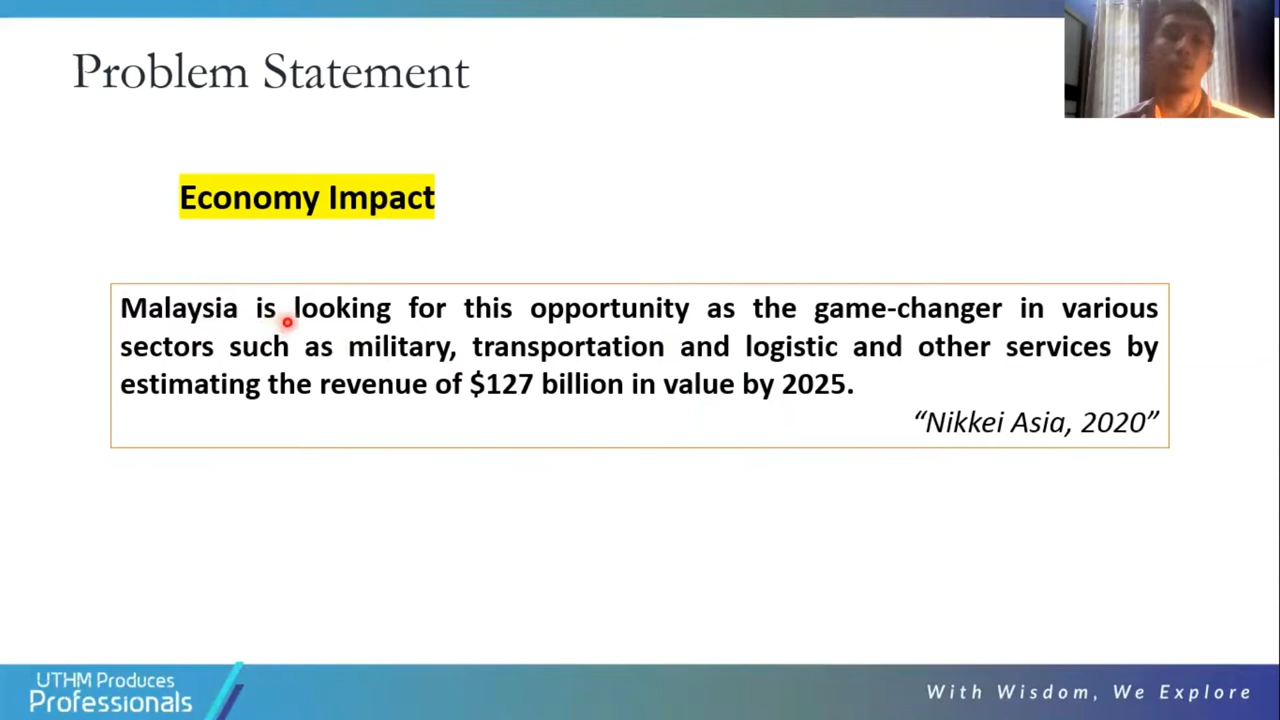 Problem Statement
Economy Impact
Malaysia is looking for this opportunity as the game-changer in various
sectors such as military, transportation and logistic and other services by
estimating the revenue of $127 billion in value by 2025.
“Nikkei Asia, 2020”
UTHM Produces
Professionals
With Wisdom, We Explore